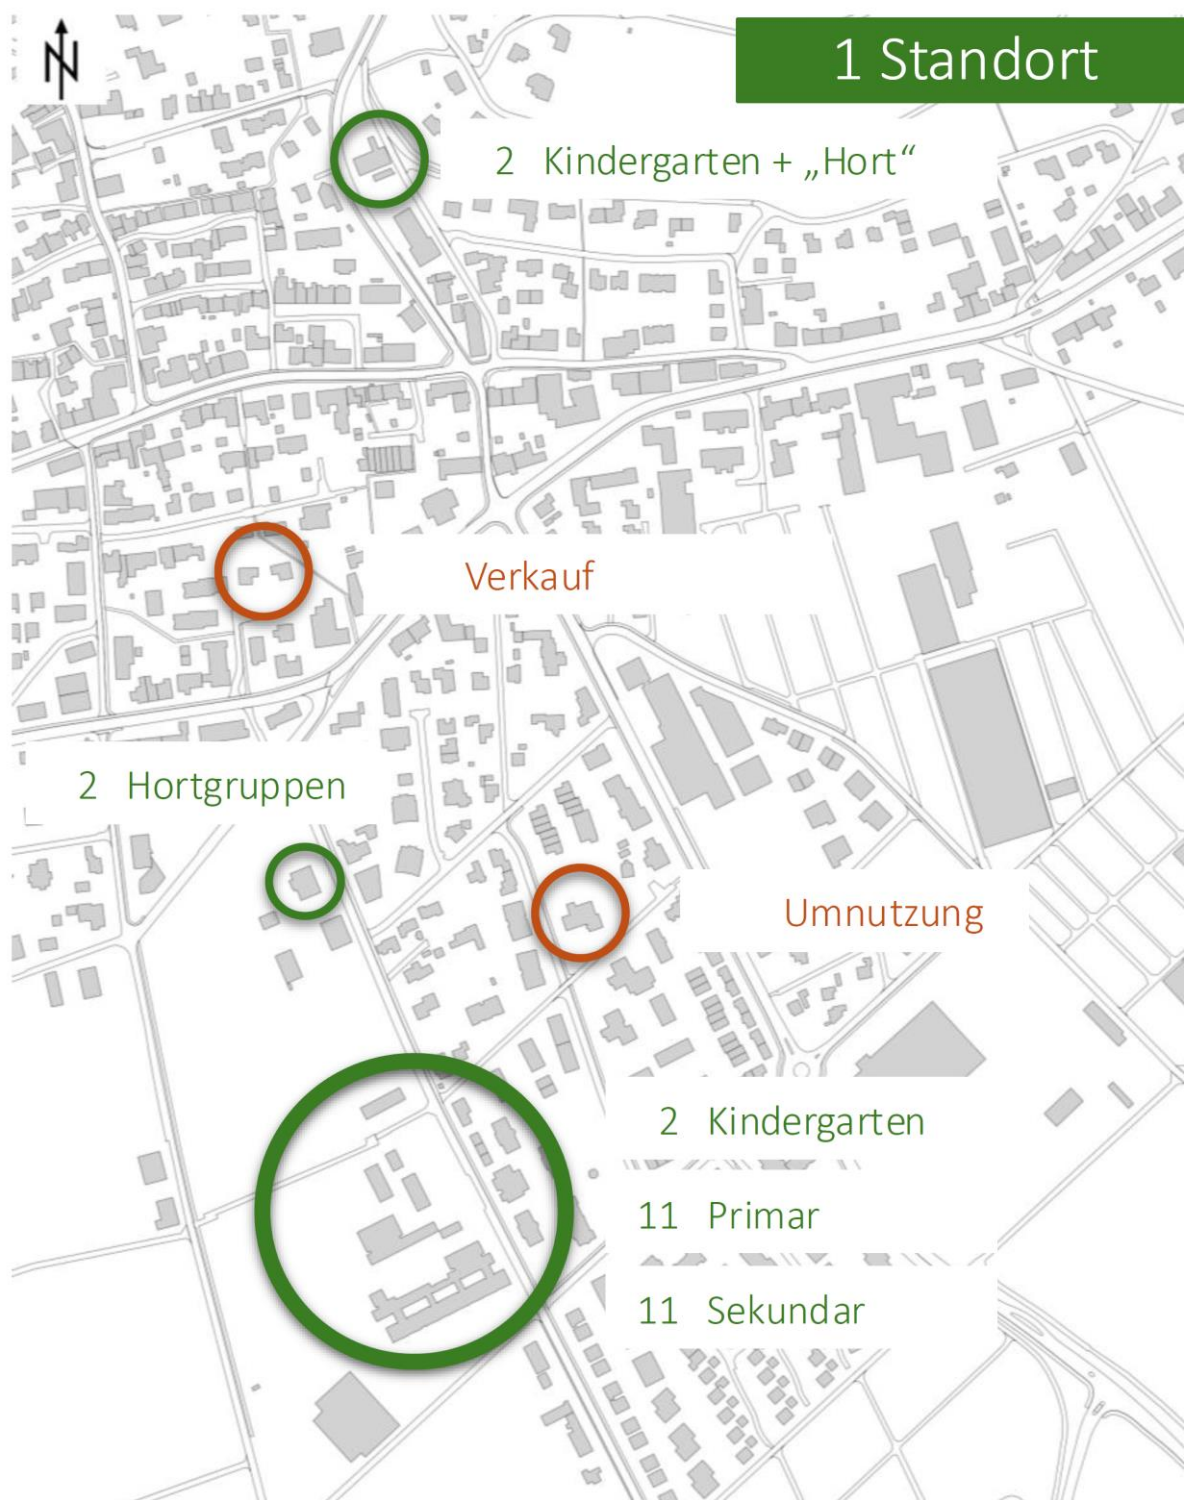 N
1 Standort
2 Kindergarten + „Hort“
Verkauf
2 Hortgruppen
Umnutzung
2 Kindergarten
11 Primar
11 Sekundar